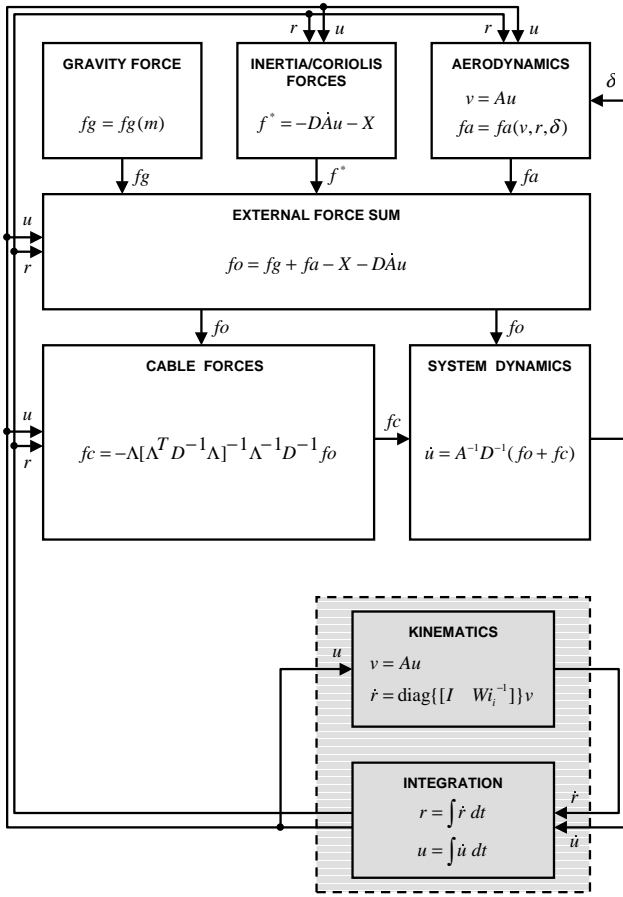 r u r u
GRAVITY FORCE
fg = fg(m)
INERTIA/CORIOLIS
FORCES
f* = −DȦu − X
AERODYNAMICS
v = Au
fa = fa(v, r, δ)
δ
fg f* fa
u
r
EXTERNAL FORCE SUM
fo = fg + fa − X − DȦu
fo fo
u
r
CABLE FORCES
fc = −Λ[Λ^T D^−1 Λ]^−1 Λ^−1 D^−1 fo
fc
SYSTEM DYNAMICS
u̇ = A^−1 D^−1 (fo + fc)
u
KINEMATICS
v = Au
ṙ = diag{[I Wi_i^−1]}v
INTEGRATION
r = ∫ ṙ dt
u = ∫ u̇ dt
ṙ
u̇